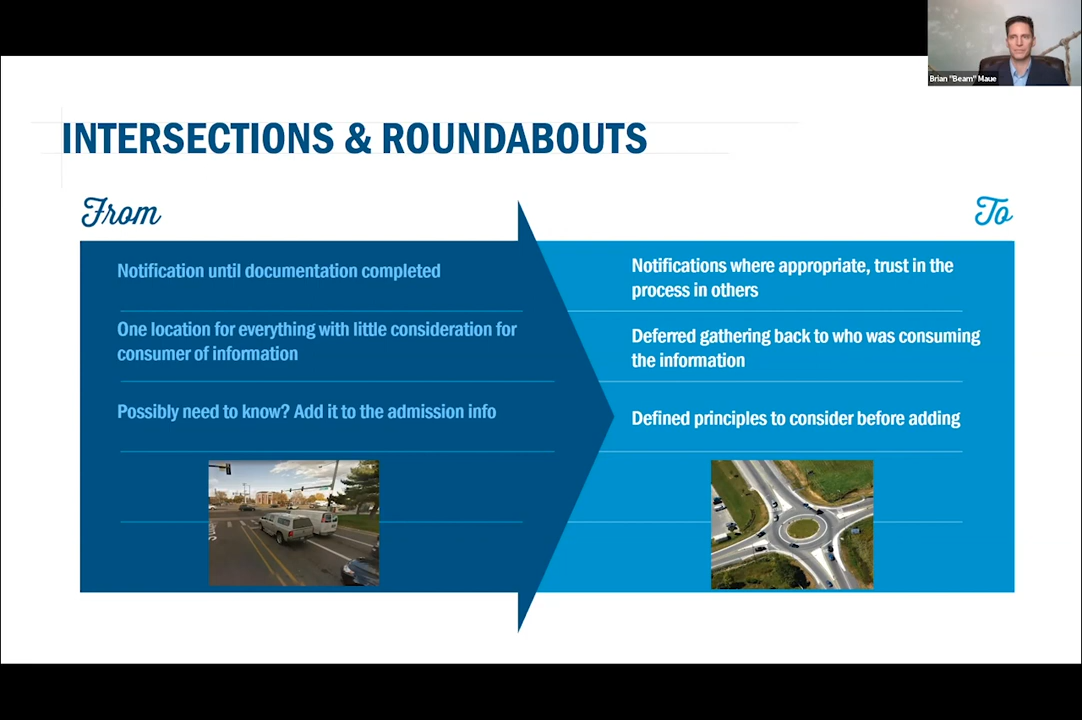 Brian "Beam" Maue
INTERSECTIONS & ROUNDABOUTS
From
To
Notification until documentation completed
One location for everything with little consideration for
consumer of information
Possibly need to know? Add it to the admission info
Notifications where appropriate, trust in the
process in others
Deferred gathering back to who was consuming
the information
Defined principles to consider before adding